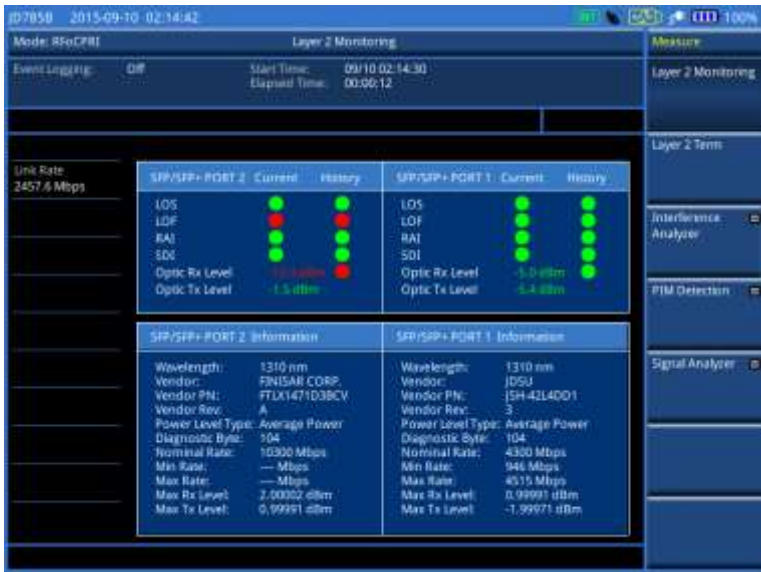 JD785B 2015-09-10 02:14:42 INT 100%
Mode: RFoCPRI Layer 2 Monitoring Measure
Event Logging: Off Start Time: 09/10 02:14:30
Elapsed Time: 00:00:12
Layer 2 Monitoring
Layer 2 Term
Interference Analyzer
PIM Detection
Signal Analyzer
Link Rate
2457.6 Mbps
SFP/SFP+ PORT 2 Current History
LOS
LOF
RAI
SDI
Optic Rx Level
Optic Tx Level -1.5 dBm
SFP/SFP+ PORT 1 Current History
LOS
LOF
RAI
SDI
Optic Rx Level -5.0 dBm
Optic Tx Level -5.4 dBm
SFP/SFP+ PORT 2 Information
Wavelength: 1310 nm
Vendor: FINISAR CORP.
Vendor PN: FTLX1471D3BCV
Vendor Rev: A
Power Level Type: Average Power
Diagnostic Byte: 104
Nominal Rate: 10300 Mbps
Min Rate: --- Mbps
Max Rate: --- Mbps
Max Rx Level: 2.00002 dBm
Max Tx Level: 0.99991 dBm
SFP/SFP+ PORT 1 Information
Wavelength: 1310 nm
Vendor: JDSU
Vendor PN: JSH-42L4DD1
Vendor Rev: 3
Power Level Type: Average Power
Diagnostic Byte: 104
Nominal Rate: 4300 Mbps
Min Rate: 946 Mbps
Max Rate: 4515 Mbps
Max Rx Level: 0.99991 dBm
Max Tx Level: -1.99971 dBm